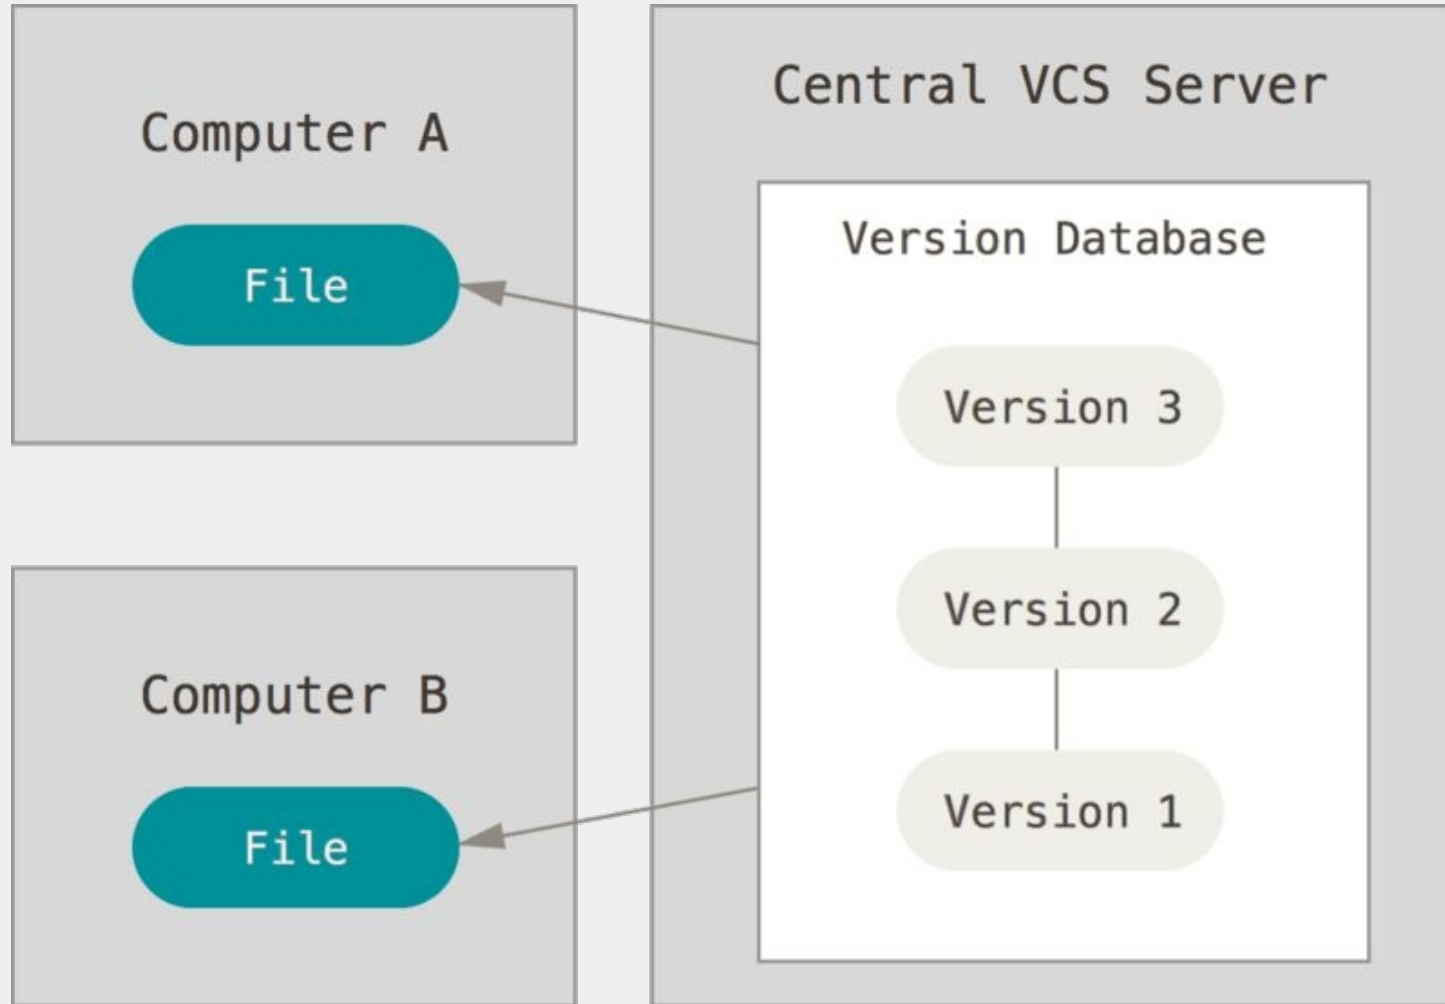 Computer A
File
Computer B
File
Central VCS Server
Version Database
Version 3
Version 2
Version 1